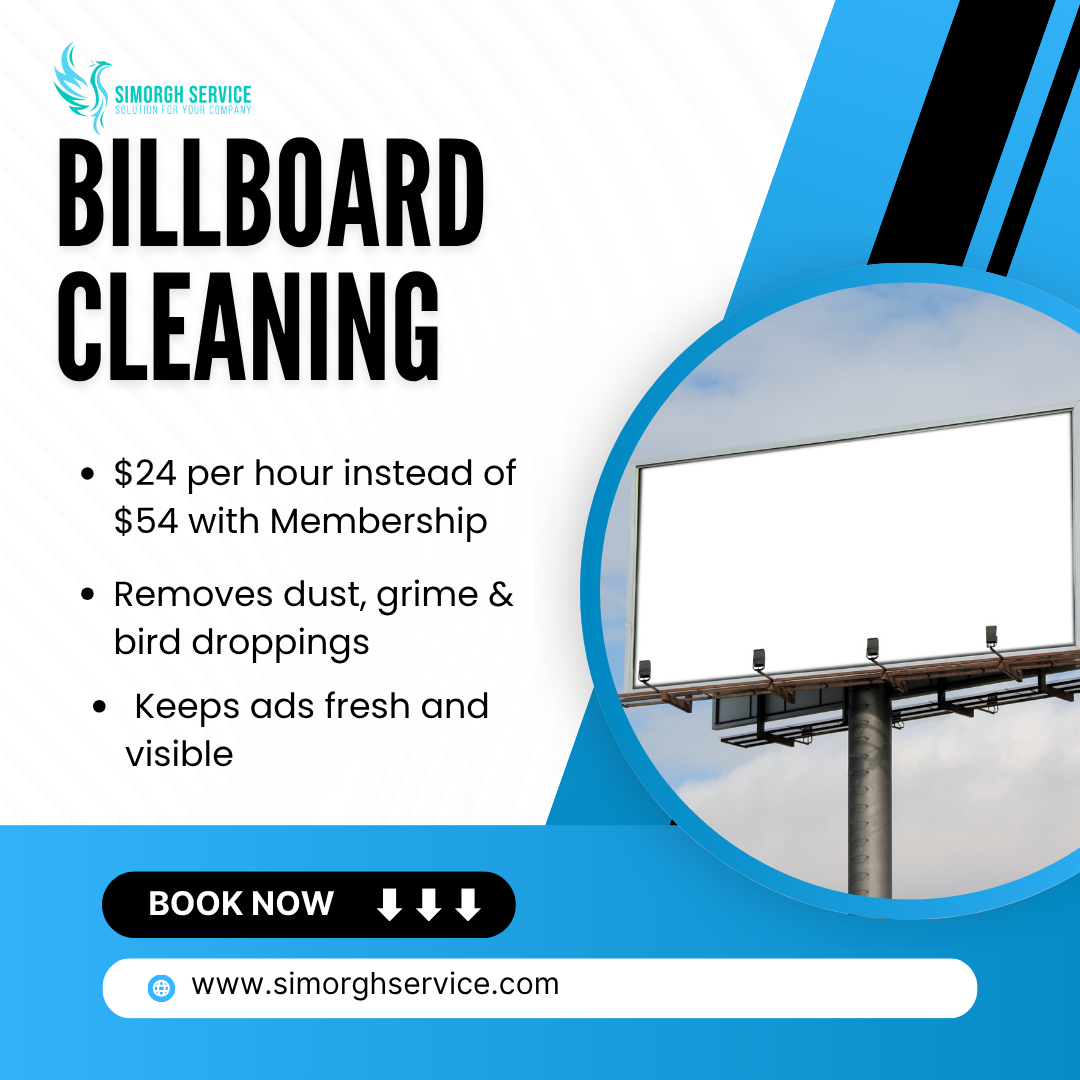 SIMORGH SERVICE
SOLUTION FOR YOUR COMPANY
BILLBOARD
CLEANING
• $24 per hour instead of
$54 with Membership
• Removes dust, grime &
bird droppings
• Keeps ads fresh and
visible
BOOK NOW
www.simorghservice.com